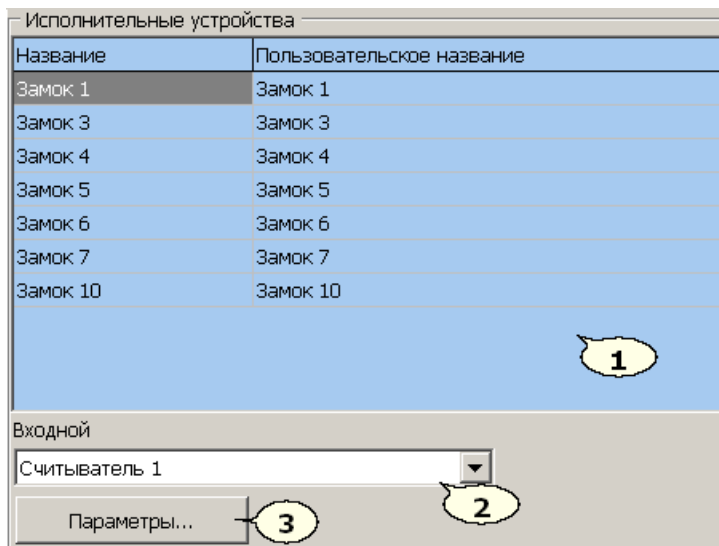 Исполнительные устройства
Название Пользовательское название
Замок 1 Замок 1
Замок 3 Замок 3
Замок 4 Замок 4
Замок 5 Замок 5
Замок 6 Замок 6
Замок 7 Замок 7
Замок 10 Замок 10
1
Входной
Считыватель 1
2
Параметры... 3